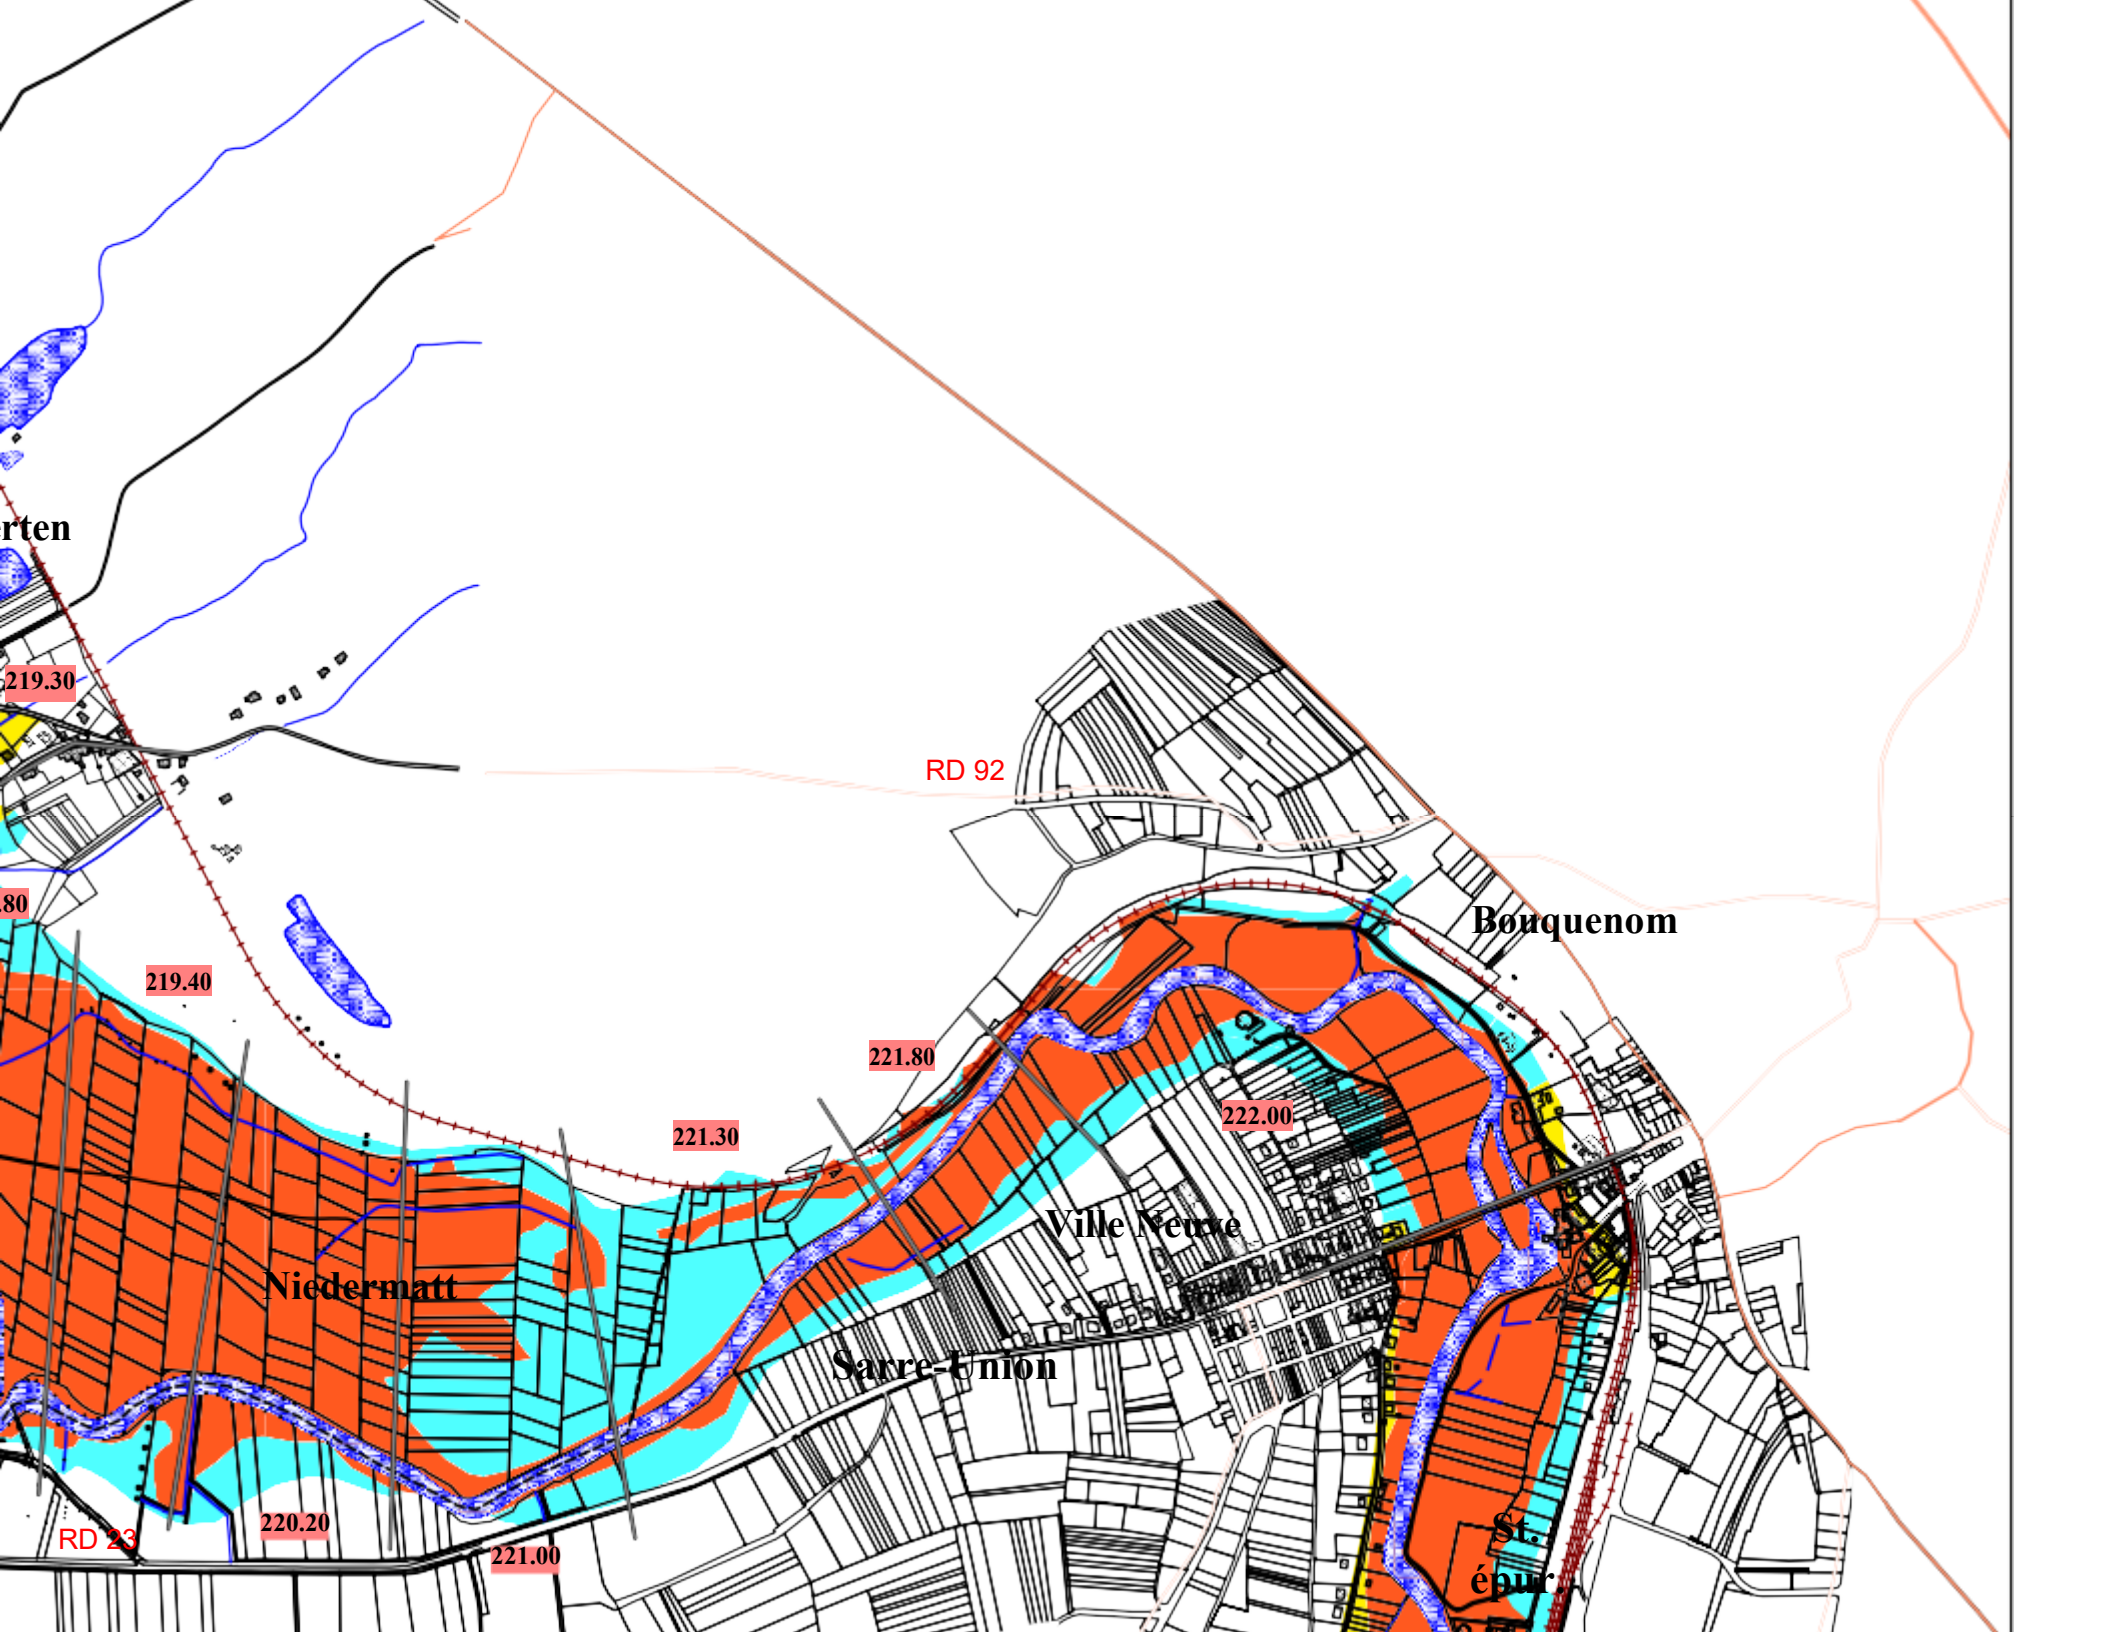 erten
219.30
RD 92
.80
Bouquenom
219.40
221.80
222.00
221.30
Ville Neuve
Niedermatt
Sarre-Union
220.20
St.
RD 23
221.00
épur.